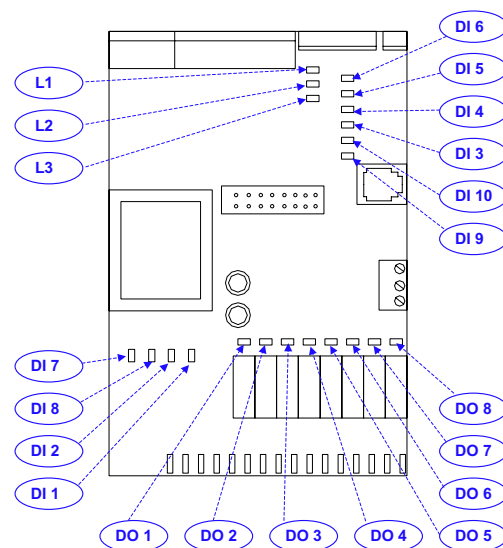 DI 6
L1
DI 5
L2
DI 4
L3
DI 3
DI 10
DI 9
DI 7
DI 8
DO 8
DI 2
DO 7
DI 1
DO 6
DO 1
DO 2
DO 3
DO 4
DO 5